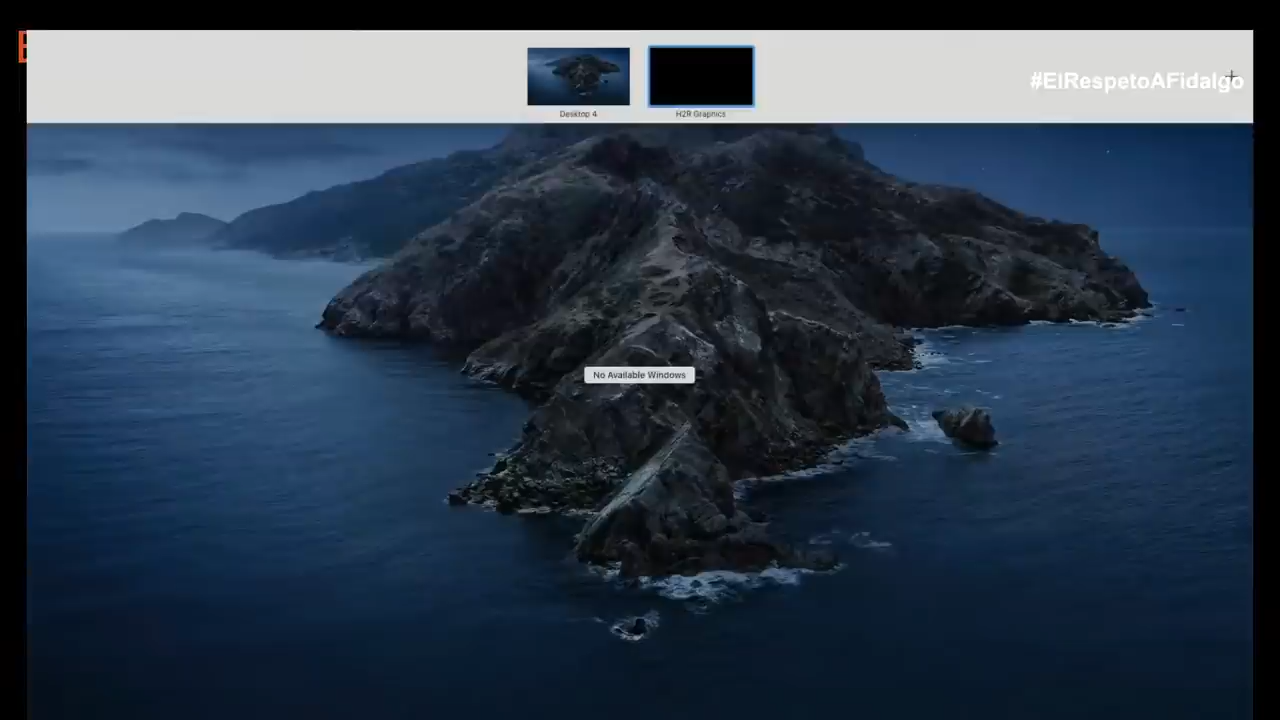 #ElRespetoAFidalgo
Desktop 4
H2R Graphics
No Available Windows